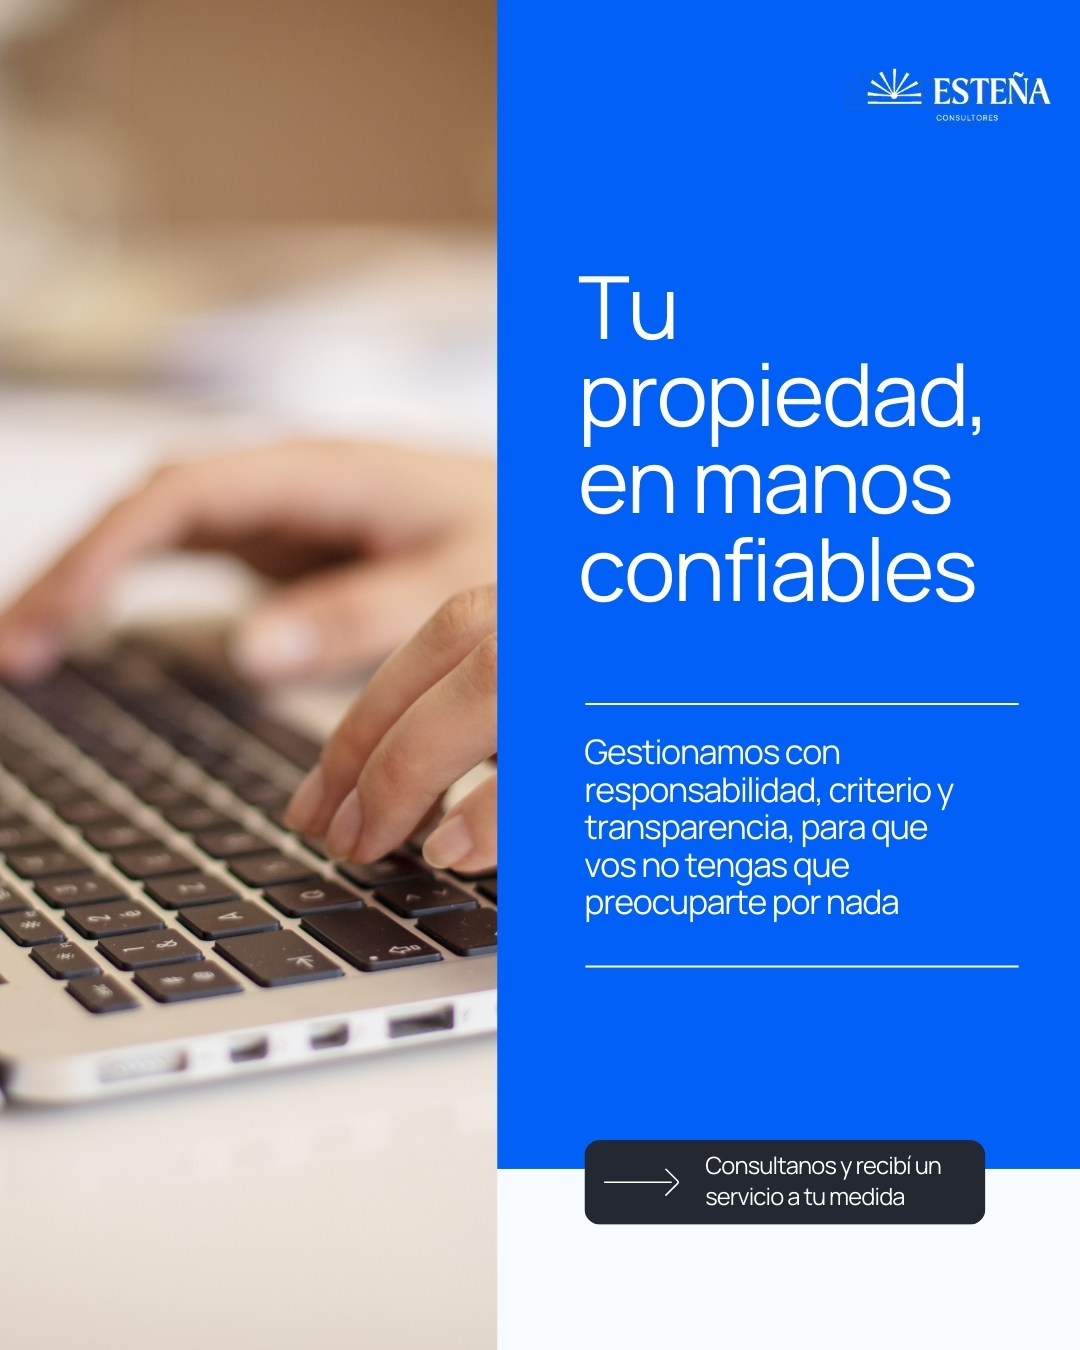 ESTEÑA
CONSULTORES
Tu
propiedad,
en manos
confiables
Gestionamos con
responsabilidad, criterio y
transparencia, para que
vos no tengas que
preocuparte por nada
Consultanos y recibí un
servicio a tu medida